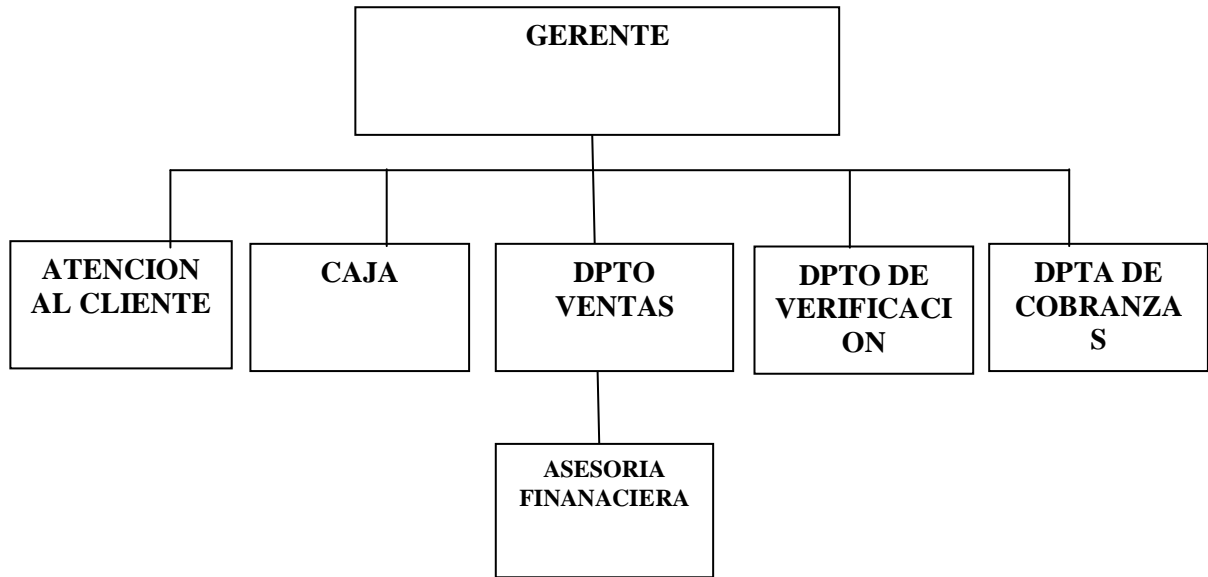 GERENTE
ATENCION
AL CLIENTE
CAJA
DPTO
VENTAS
DPTO DE
VERIFICACI
ON
DPTA DE
COBRANZA
S
ASESORIA
FINANACIERA